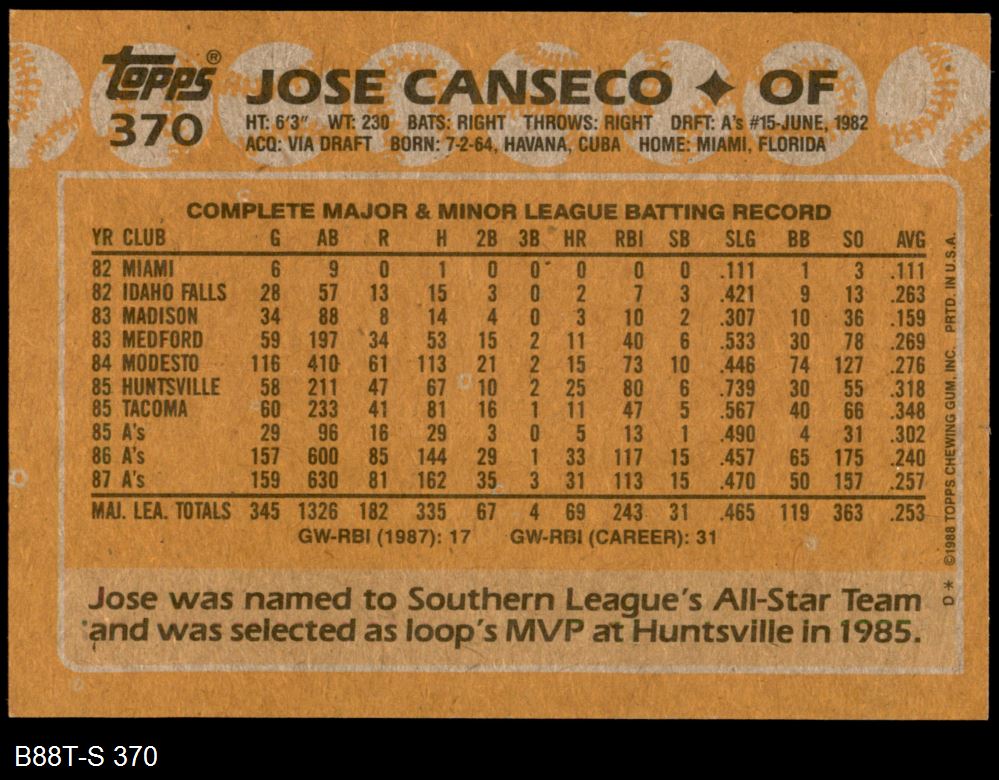 topps®
370
JOSE CANSECO ✦ OF
HT: 6'3" WT: 230 BATS: RIGHT THROWS: RIGHT DRFT: A's #15-JUNE, 1982
ACQ: VIA DRAFT BORN: 7-2-64, HAVANA, CUBA HOME: MIAMI, FLORIDA
COMPLETE MAJOR & MINOR LEAGUE BATTING RECORD
YR CLUB G AB R H 2B 3B HR RBI SB SLG BB SO AVG
82 MIAMI 6 9 0 1 0 0 0 0 0 .111 1 3 .111
82 IDAHO FALLS 28 57 13 15 3 0 2 7 3 .421 9 13 .263
83 MADISON 34 88 8 14 4 0 3 10 2 .307 10 36 .159
83 MEDFORD 59 197 34 53 15 2 11 40 6 .533 30 78 .269
84 MODESTO 116 410 61 113 21 2 15 73 10 .446 74 127 .276
85 HUNTSVILLE 58 211 47 67 10 2 25 80 6 .739 30 55 .318
85 TACOMA 60 233 41 81 16 1 11 47 5 .567 40 66 .348
85 A's 29 96 16 29 3 0 5 13 1 .490 4 31 .302
86 A's 157 600 85 144 29 1 33 117 15 .457 65 175 .240
87 A's 159 630 81 162 35 3 31 113 15 .470 50 157 .257
MAJ. LEA. TOTALS 345 1326 182 335 67 4 69 243 31 .465 119 363 .253
GW-RBI (1987): 17 GW-RBI (CAREER): 31
Jose was named to Southern League's All-Star Team
and was selected as loop's MVP at Huntsville in 1985.
D* ©1988 TOPPS CHEWING GUM, INC. PRTD. IN U.S.A.
B88T-S 370